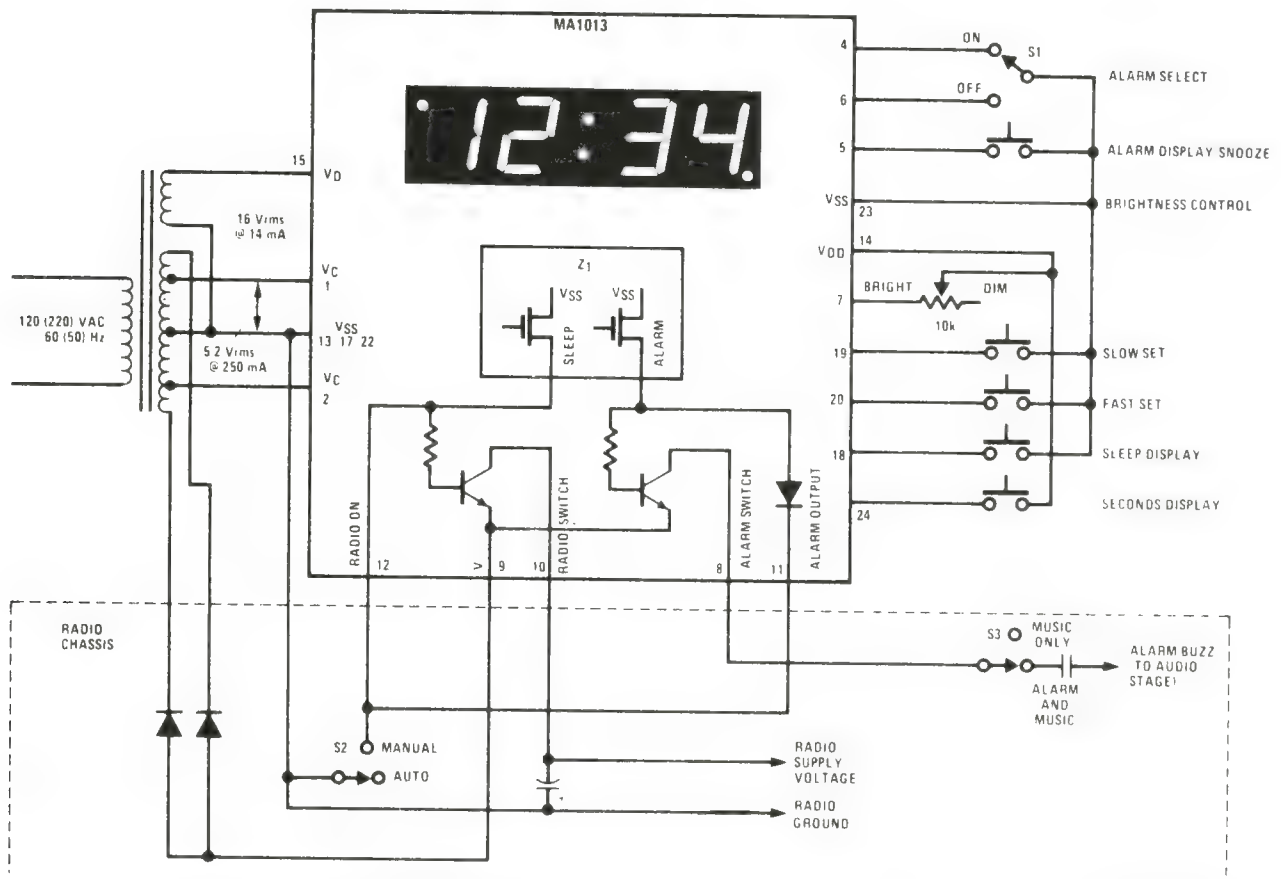 MA1013
12:34
4
ON
S1
ALARM SELECT
6
OFF
5
ALARM DISPLAY SNOOZE
VSS
23
BRIGHTNESS CONTROL
14
VDD
7
BRIGHT
DIM
10k
19
SLOW SET
20
FAST SET
18
SLEEP DISPLAY
24
SECONDS DISPLAY
15
VD
16 Vrms
@ 14 mA
VC
1
120 (220) VAC
60 (50) Hz
VSS
13 17 22
5.2 Vrms
@ 250 mA
VC
2
Z1
VSS
VSS
SLEEP
ALARM
RADIO ON
12
V
9
10
RADIO SWITCH
8
ALARM SWITCH
11
ALARM OUTPUT
RADIO
CHASSIS
S2
MANUAL
AUTO
RADIO
SUPPLY
VOLTAGE
RADIO
GROUND
S3
MUSIC
ONLY
ALARM
AND
MUSIC
ALARM BUZZ
TO AUDIO
STAGE)